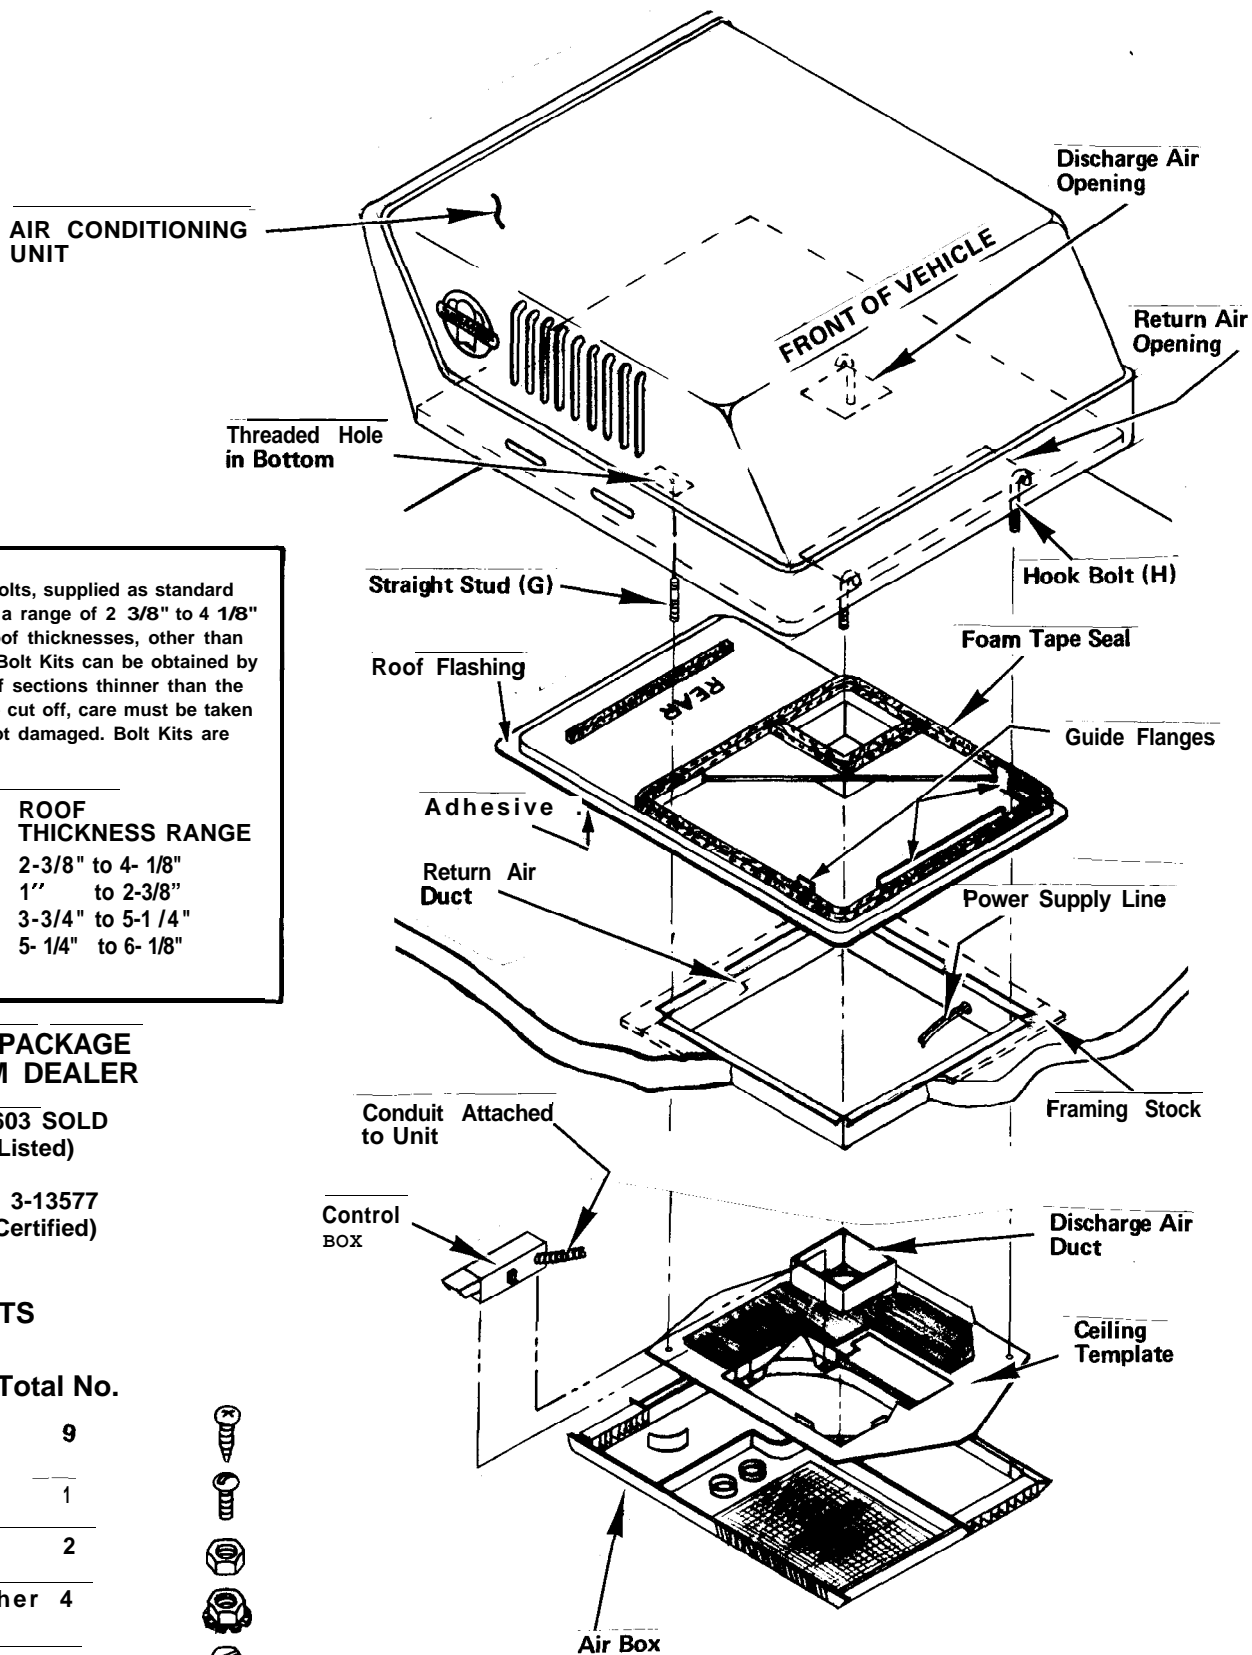 Discharge Air
Opening
AIR CONDITIONING
UNIT
FRONT OF VEHICLE
Return Air
Opening
Threaded Hole
in Bottom
Straight Stud (G)
Hook Bolt (H)
Foam Tape Seal
Roof Flashing
REAR
Guide Flanges
Adhesive
Return Air
Duct
Power Supply Line
Framing Stock
Conduit Attached
to Unit
Control
BOX
Discharge Air
Duct
Ceiling
Template
Air Box
olts, supplied as standard
a range of 2 3/8" to 4 1/8"
of thicknesses, other than
Bolt Kits can be obtained by
f sections thinner than the
cut off, care must be taken
ot damaged. Bolt Kits are
ROOF
THICKNESS RANGE
2-3/8" to 4- 1/8"
1″ to 2-3/8”
3-3/4" to 5-1 /4"
5- 1/4" to 6- 1/8"
PACKAGE
M DEALER
603 SOLD
Listed)
3-13577
Certified)
TS
Total No.
9
1
2
her 4